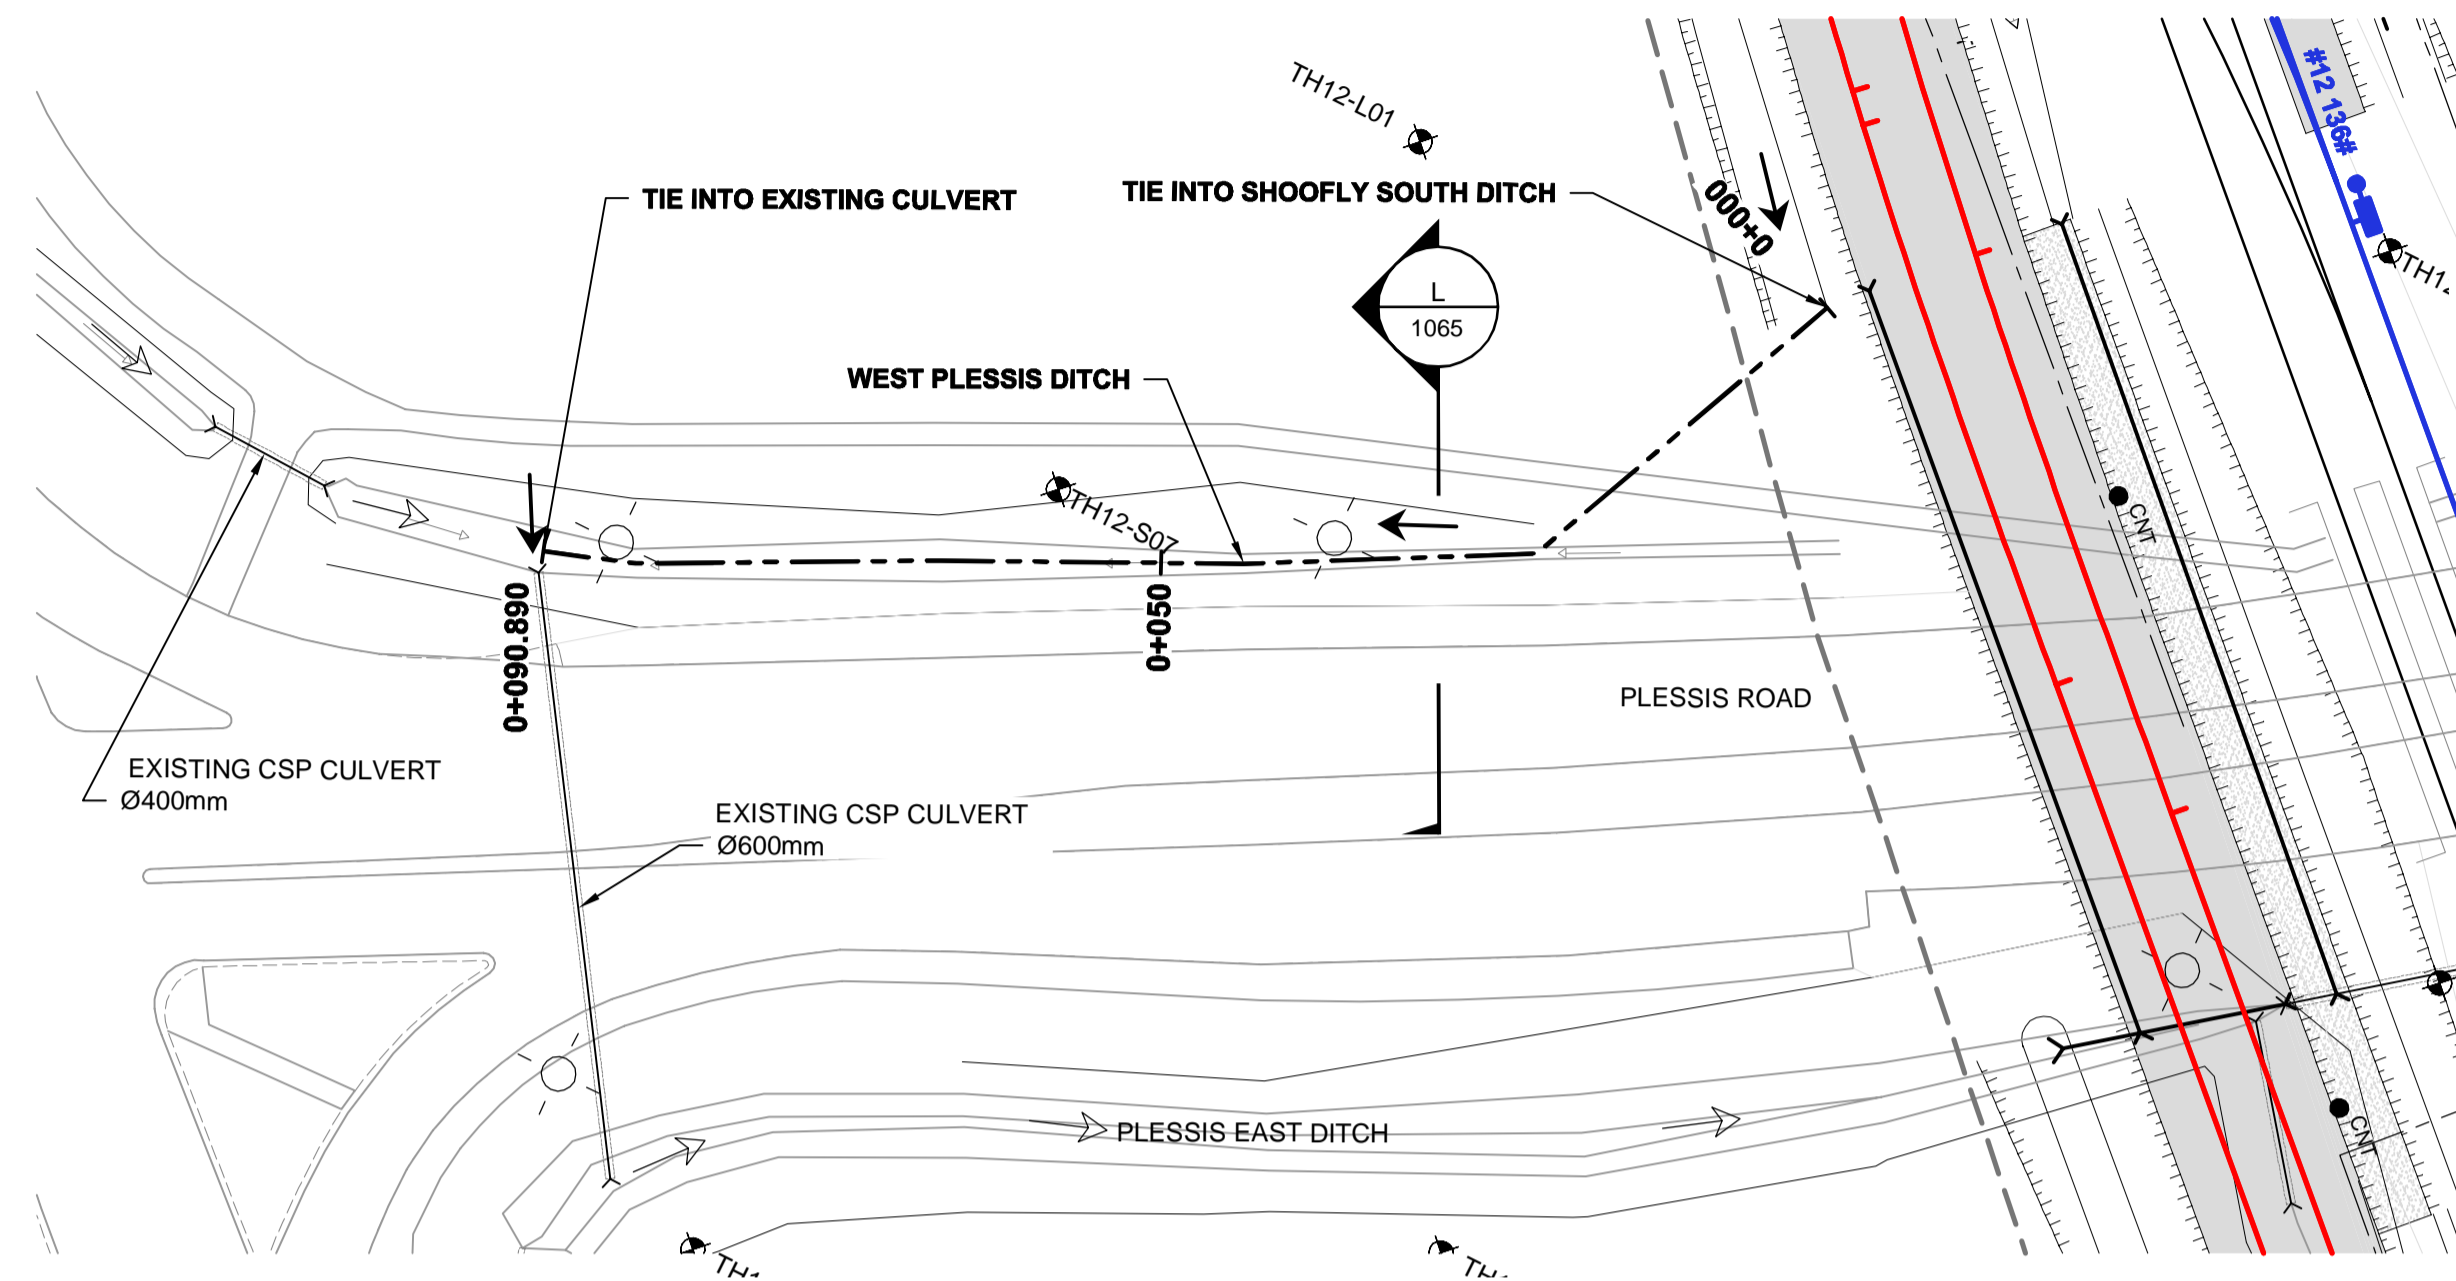 TH12-L01
#12 136#
TIE INTO EXISTING CULVERT
TIE INTO SHOOFLY SOUTH DITCH
0+000
L
1065
WEST PLESSIS DITCH
TH12-S07
CNT
0+090.890
0+050
PLESSIS ROAD
EXISTING CSP CULVERT
Ø400mm
EXISTING CSP CULVERT
Ø600mm
PLESSIS EAST DITCH
CNT